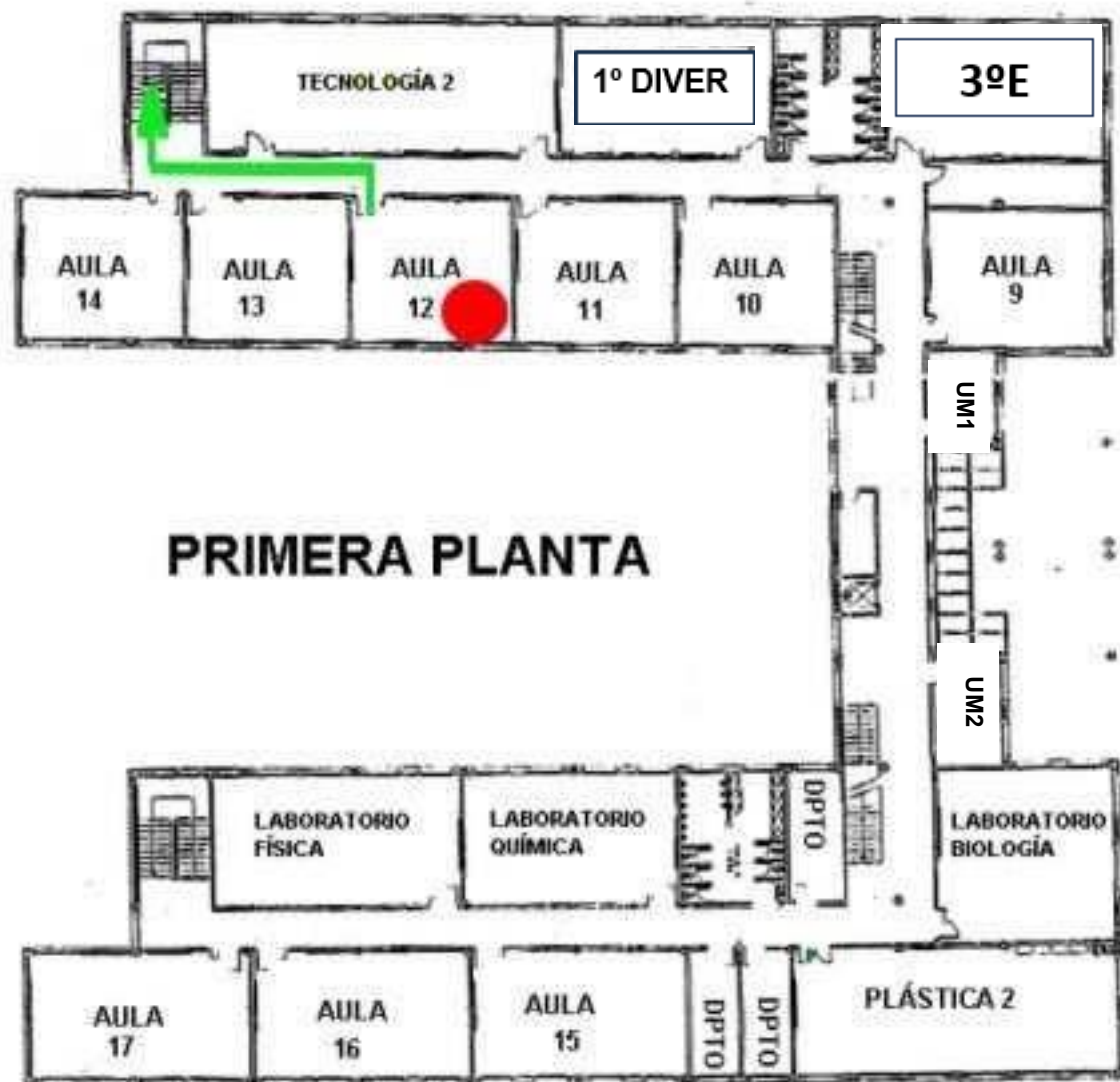 TECNOLOGÍA 2
1º DIVER
3ºE
AULA
14
AULA
13
AULA
12
AULA
11
AULA
10
AULA
9
UM1
PRIMERA PLANTA
UM2
LABORATORIO
FÍSICA
LABORATORIO
QUÍMICA
DPTO
LABORATORIO
BIOLOGÍA
AULA
17
AULA
16
AULA
15
DPTO
DPTO
PLÁSTICA 2